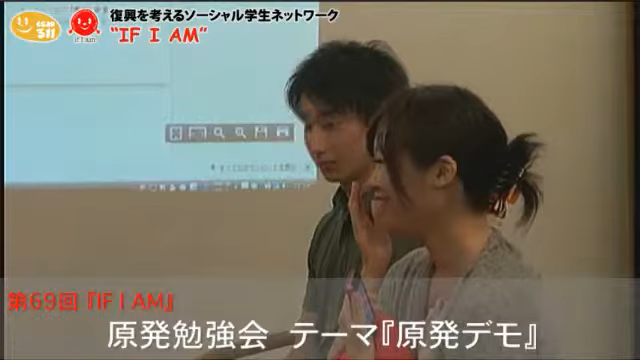 復興を考えるソーシャル学生ネットワーク
"IF I AM"
if I am
第69回『IF I AM』
原発勉強会 テーマ『原発デモ』